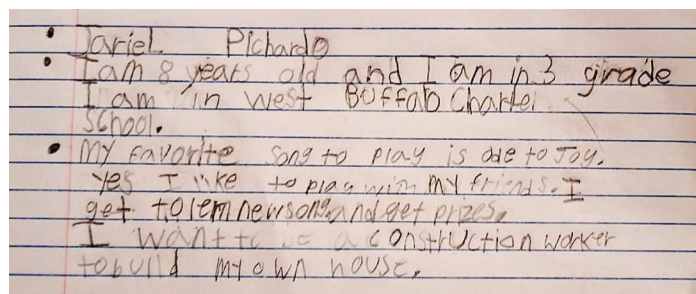 • Jariel Pichardo
• I am 8 years old and I am in 3 grade
I am in west Buffalo Charter
School.
• My favorite song to play is ode to Joy.
yes I like to play with my friends. I
get to lern new song and get prizes.
I want to be a construction worker
to build my own house.